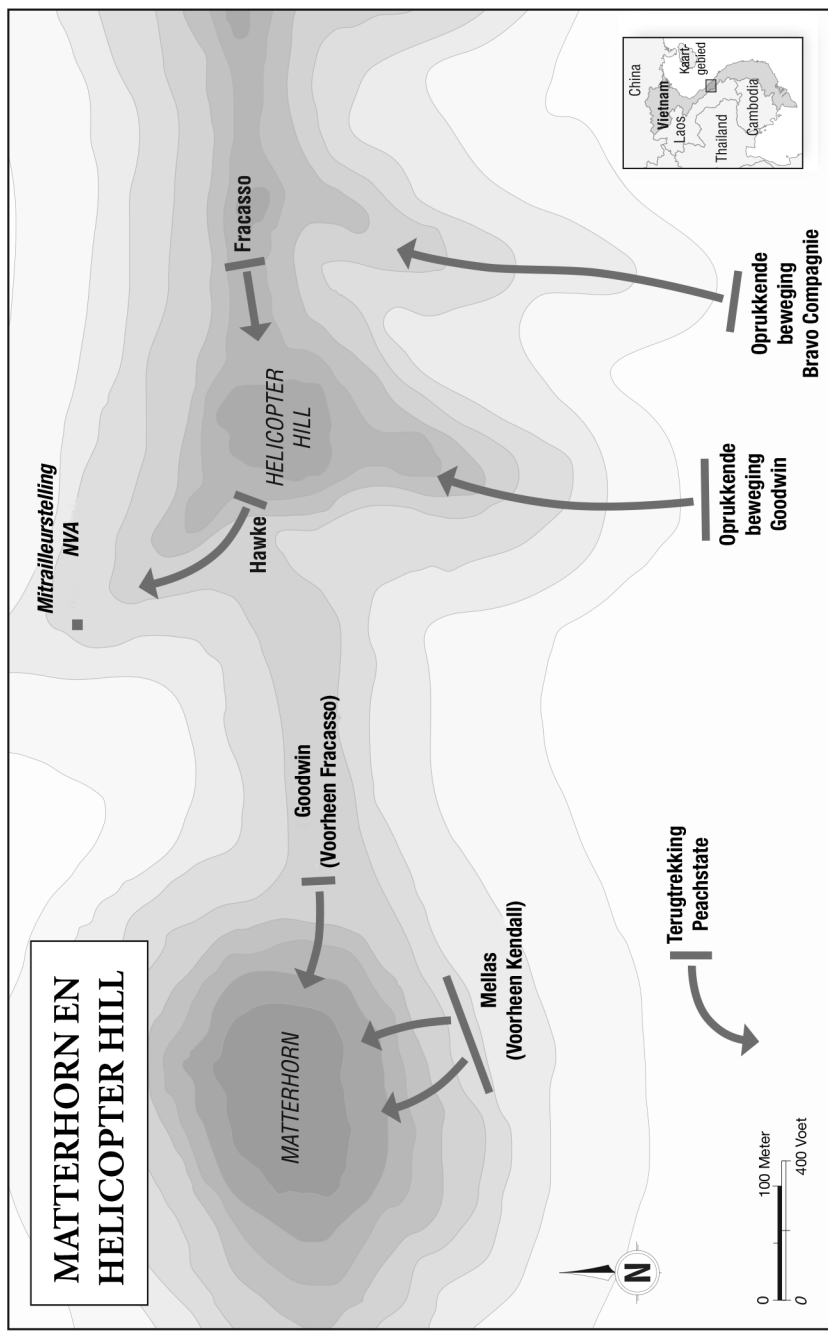 MATTERHORN EN
HELICOPTER HILL
MATTERHORN
Goodwin
(Voorheen Fracasso)
Mellas
(Voorheen Kendall)
Mitrailleurstelling
NVA
Hawke
HELICOPTER
HILL
Fracasso
Terugtrekking
Peachstate
Oprukkende
beweging
Goodwin
Oprukkende
beweging
Bravo Compagnie
China
Vietnam
Laos
Kaart-
gebied
Thailand
Cambodia
N
0 100 Meter
0 400 Voet